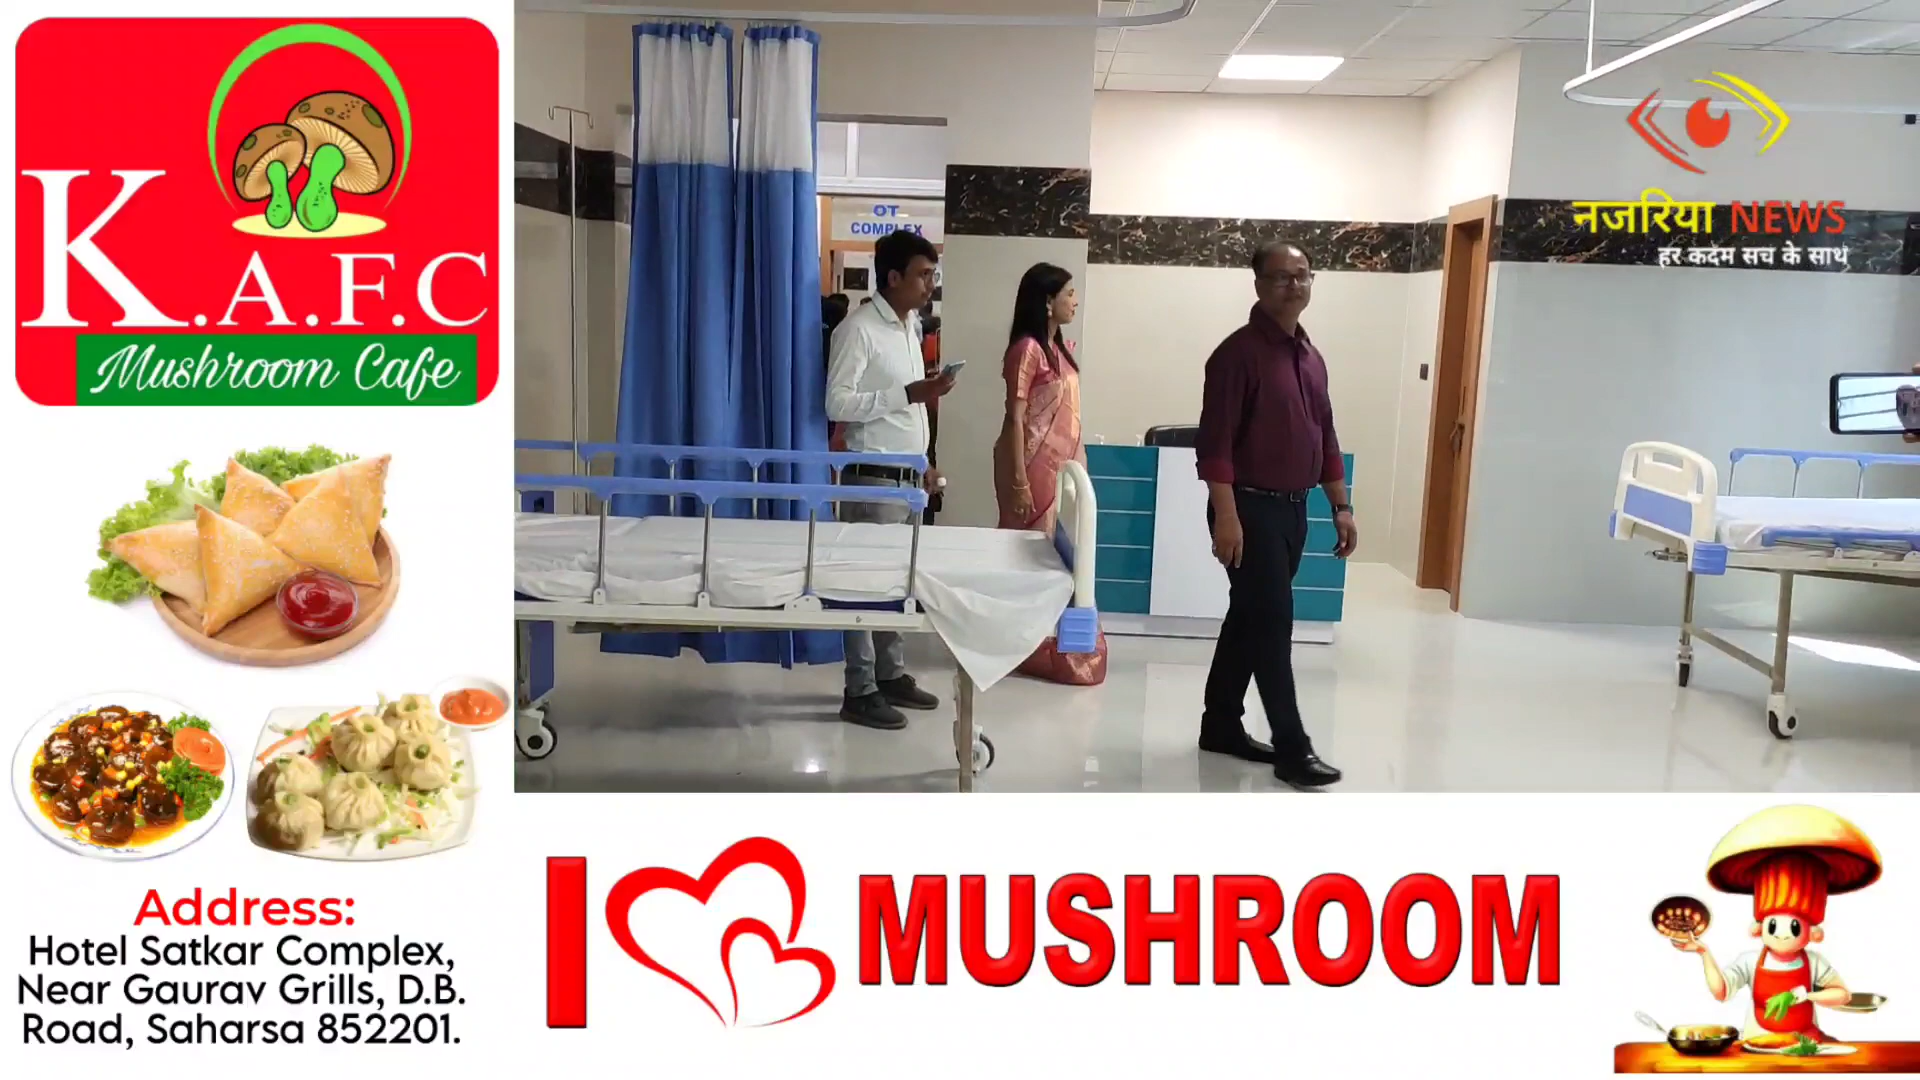 K.A.F.C
Mushroom Cafe
OT
COMPLEX
नजरिया NEWS
हर कदम सच के साथ
Address:
Hotel Satkar Complex,
Near Gaurav Grills, D.B.
Road, Saharsa 852201.
I MUSHROOM